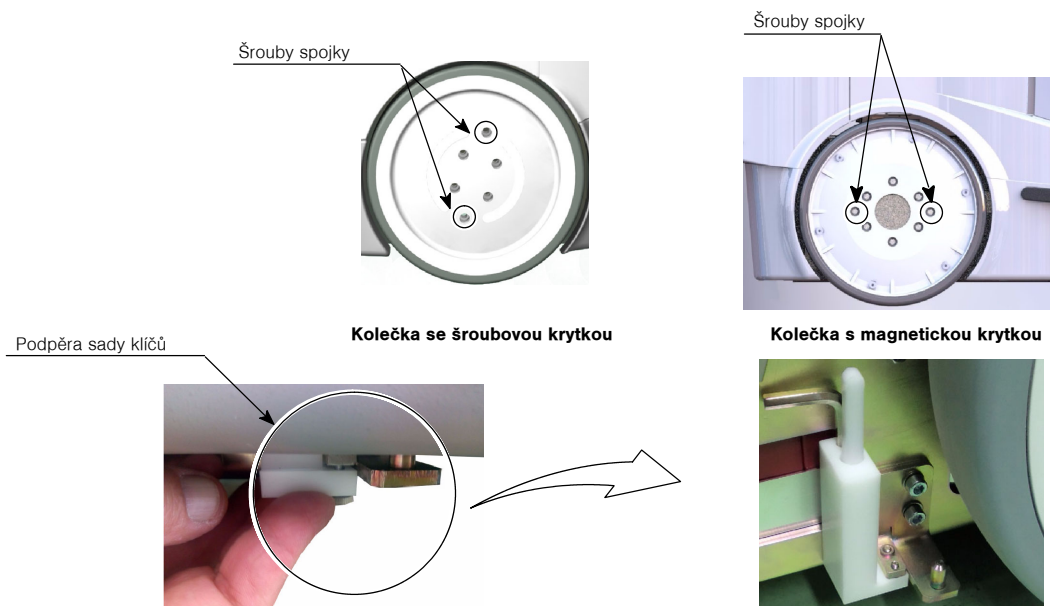 Šrouby spojky
Šrouby spojky
Kolečka se šroubovou krytkou
Kolečka s magnetickou krytkou
Podpěra sady klíčů